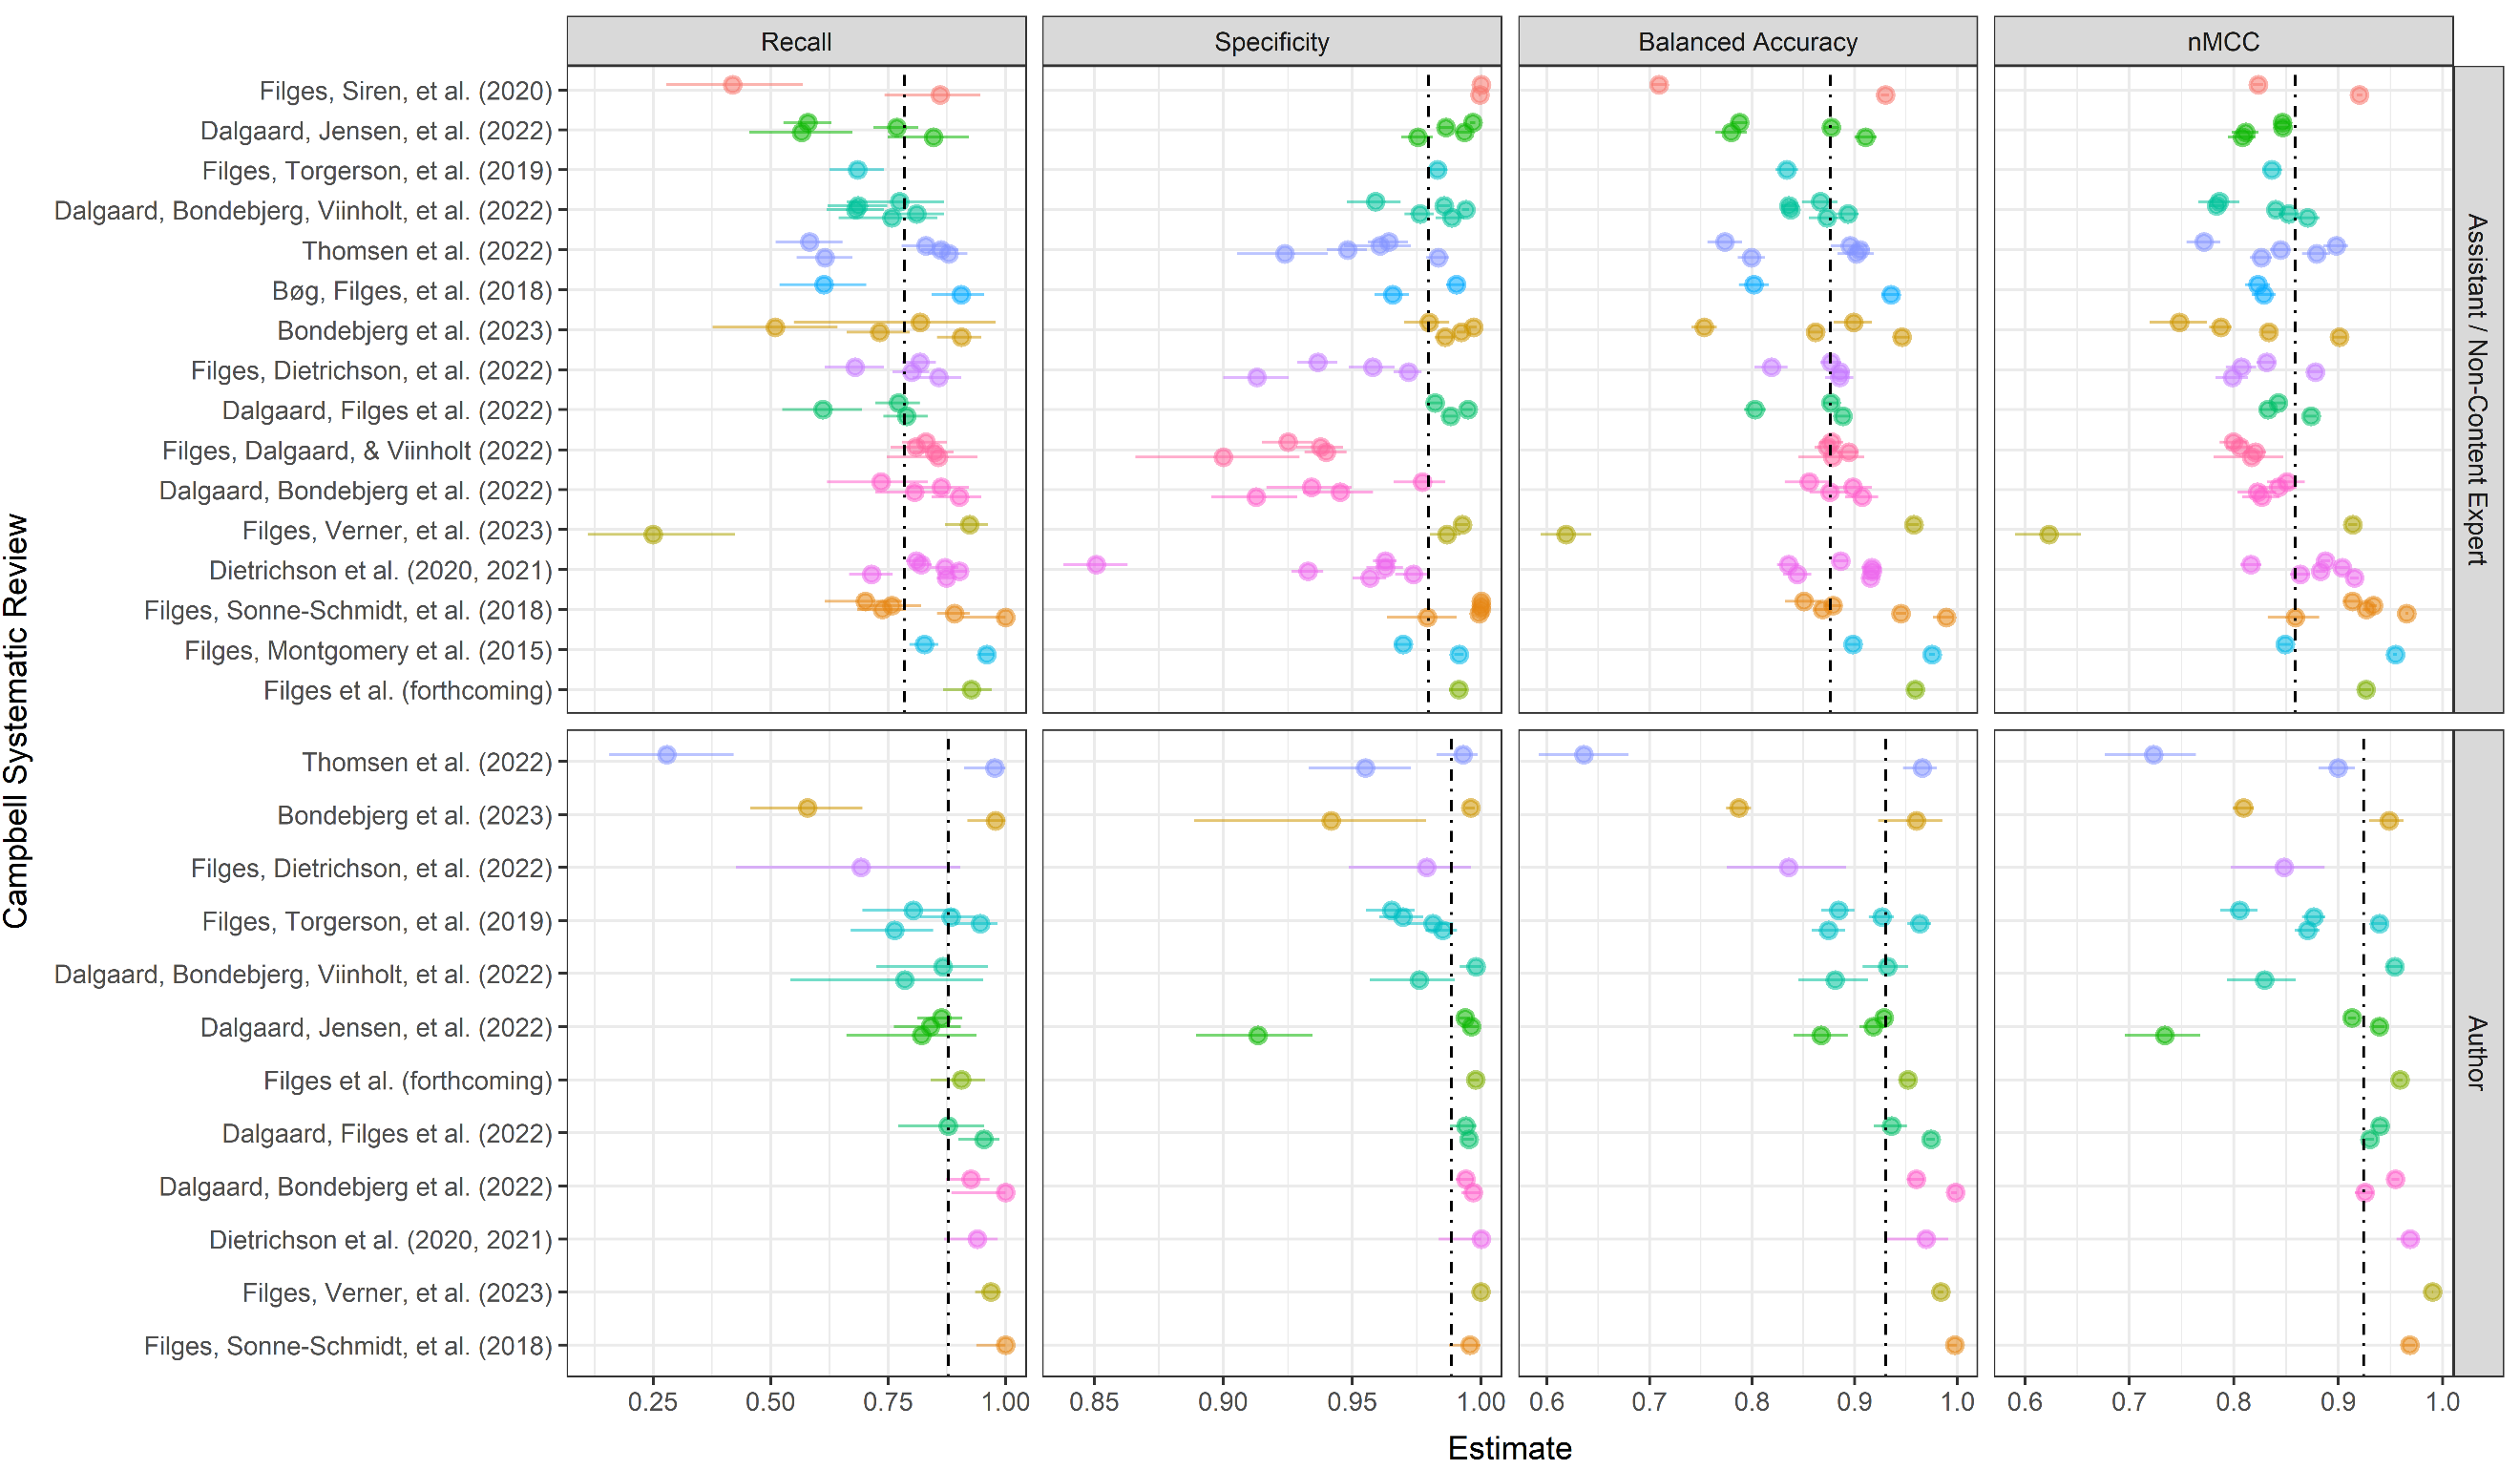 Recall
Specificity
Balanced Accuracy
nMCC
Campbell Systematic Review
Filges, Siren, et al. (2020)
Dalgaard, Jensen, et al. (2022)
Filges, Torgerson, et al. (2019)
Dalgaard, Bondebjerg, Viinholt, et al. (2022)
Thomsen et al. (2022)
Bøg, Filges, et al. (2018)
Bondebjerg et al. (2023)
Filges, Dietrichson, et al. (2022)
Dalgaard, Filges et al. (2022)
Filges, Dalgaard, & Viinholt (2022)
Dalgaard, Bondebjerg et al. (2022)
Filges, Verner, et al. (2023)
Dietrichson et al. (2020, 2021)
Filges, Sonne-Schmidt, et al. (2018)
Filges, Montgomery et al. (2015)
Filges et al. (forthcoming)
Assistant / Non-Content Expert
Thomsen et al. (2022)
Bondebjerg et al. (2023)
Filges, Dietrichson, et al. (2022)
Filges, Torgerson, et al. (2019)
Dalgaard, Bondebjerg, Viinholt, et al. (2022)
Dalgaard, Jensen, et al. (2022)
Filges et al. (forthcoming)
Dalgaard, Filges et al. (2022)
Dalgaard, Bondebjerg et al. (2022)
Dietrichson et al. (2020, 2021)
Filges, Verner, et al. (2023)
Filges, Sonne-Schmidt, et al. (2018)
Author
0.25 0.50 0.75 1.00
0.85 0.90 0.95 1.00
0.6 0.7 0.8 0.9 1.0
0.6 0.7 0.8 0.9 1.0
Estimate